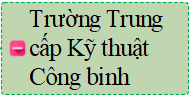 Trường Trung
cấp Kỹ thuật
Công binh